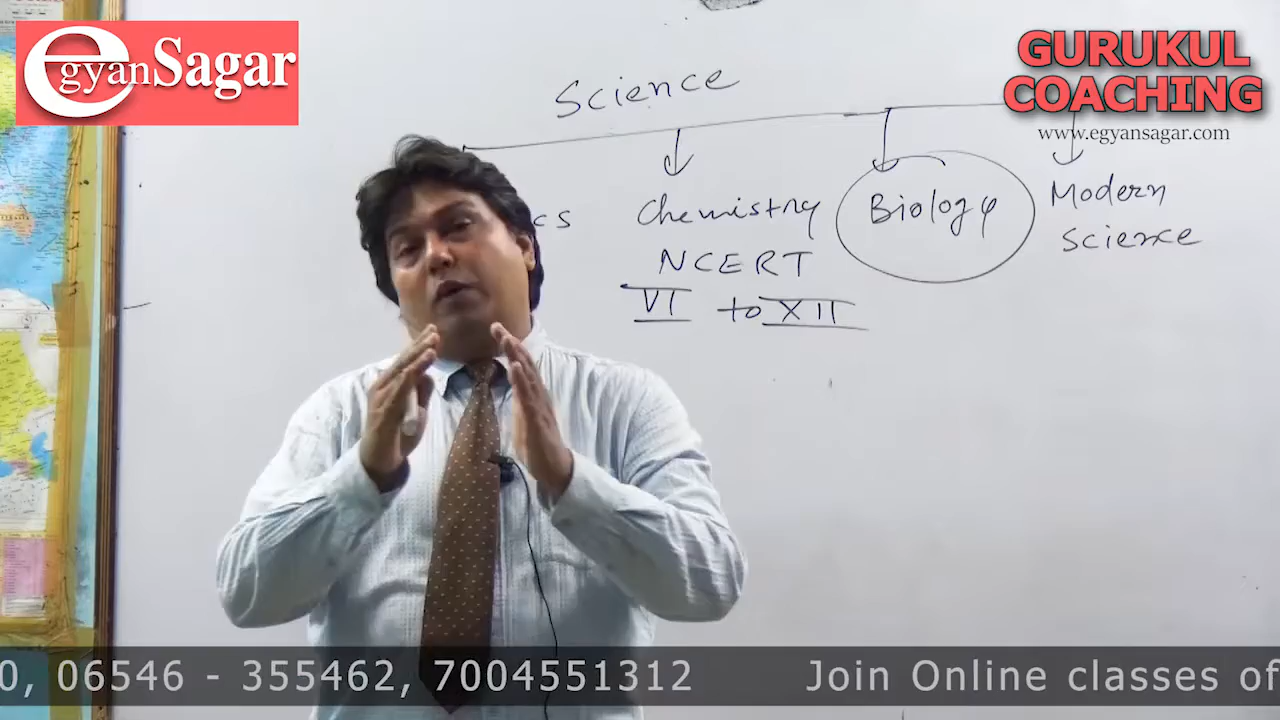 egyanSagar
GURUKUL
COACHING
www.egyansagar.com
Science
cs Chemistry Biology Modern
Science
NCERT
VI to XII
0, 06546 - 355462, 7004551312 Join Online classes of